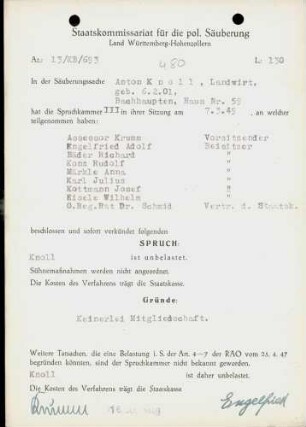 Staatskommissariat für die pol. Säuberung
Land Württemberg-Hohenzollern
Az: 13/KB/693
480
L: 130
In der Säuberungssache Anton Knoll, Landwirt,
geb. 6.2.01,
Haus Nr. 59
hat die Spruchkammer III in ihrer Sitzung am 7.2.49, an welcher
teilgenommen haben:
Assessor Krumm Vorsitzender
Engelfried Adolf Beisitzer
Bäder Richard "
Konz Rudolf "
Märkle Anna "
Karl Julius "
Kottmann Josef "
Eisele Wilhelm "
O.Reg.Rat Dr. Schmid Vertr. d. Staatsk.
beschlossen und sofort verkündet folgenden
SPRUCH:
Knoll ist unbelastet.
Sühnemaßnahmen werden nicht angeordnet.
Die Kosten des Verfahrens trägt die Staatskasse.
Gründe:
Keinerlei Mitgliedschaft.
Weitere Tatsachen, die eine Belastung i. S. der Art. 4–7 der RAO vom 25. 4. 47
begründen könnten, sind der Spruchkammer nicht bekannt geworden.
Knoll ist daher unbelastet.
Die Kosten des Verfahrens trägt die Staatskasse
Krumm
Engelfried